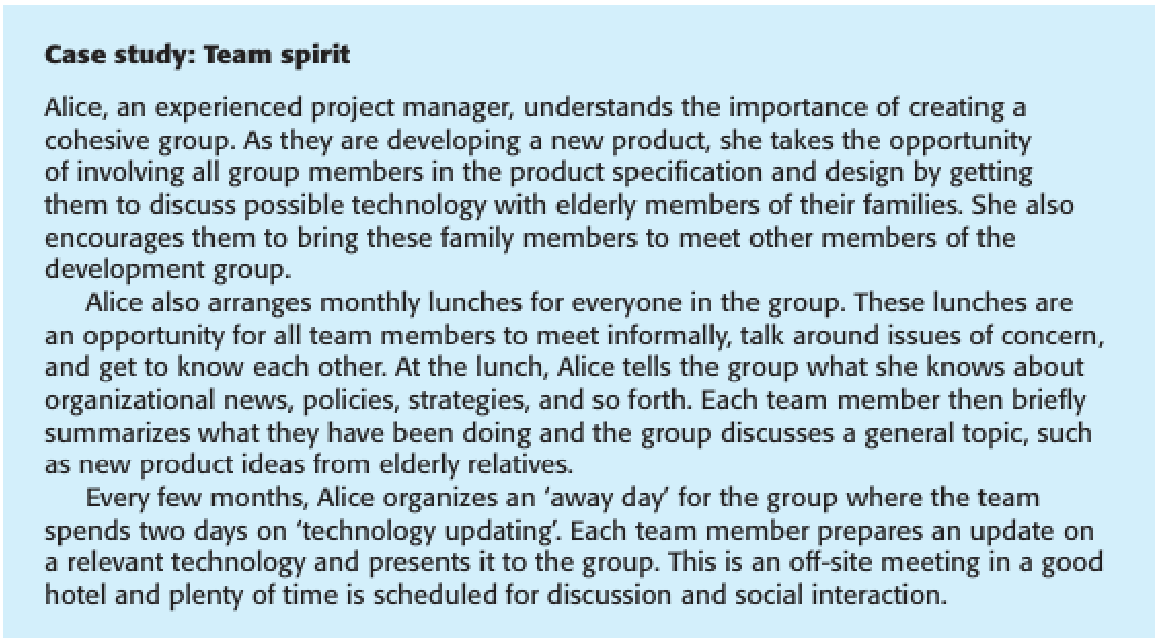 Case study: Team spirit
Alice, an experienced project manager, understands the importance of creating a
cohesive group. As they are developing a new product, she takes the opportunity
of involving all group members in the product specification and design by getting
them to discuss possible technology with elderly members of their families. She also
encourages them to bring these family members to meet other members of the
development group.
Alice also arranges monthly lunches for everyone in the group. These lunches are
an opportunity for all team members to meet informally, talk around issues of concern,
and get to know each other. At the lunch, Alice tells the group what she knows about
organizational news, policies, strategies, and so forth. Each team member then briefly
summarizes what they have been doing and the group discusses a general topic, such
as new product ideas from elderly relatives.
Every few months, Alice organizes an ‘away day’ for the group where the team
spends two days on ‘technology updating’. Each team member prepares an update on
a relevant technology and presents it to the group. This is an off-site meeting in a good
hotel and plenty of time is scheduled for discussion and social interaction.